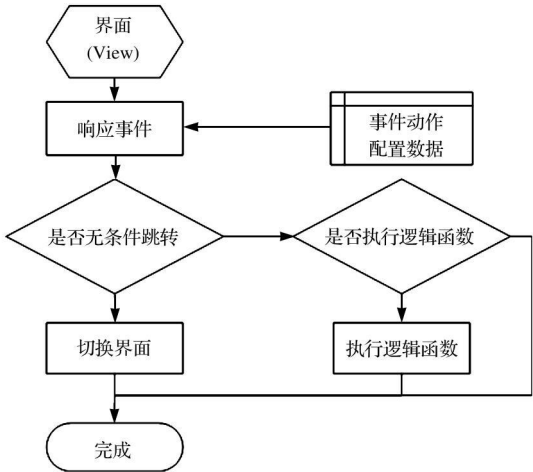 界面
(View)
响应事件
事件动作
配置数据
是否无条件跳转
是否执行逻辑函数
切换界面
执行逻辑函数
完成